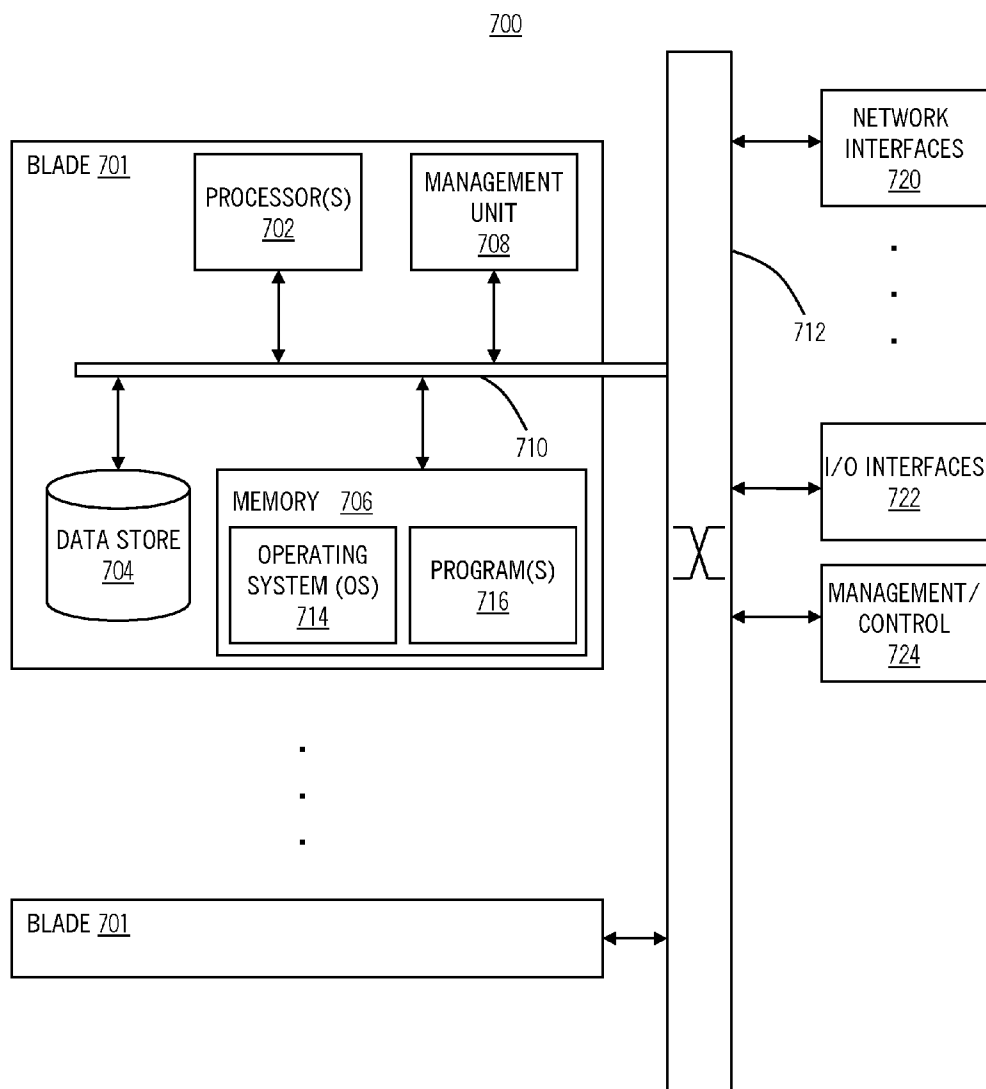 700
BLADE 701
PROCESSOR(S)
702
MANAGEMENT
UNIT
708
NETWORK
INTERFACES
720
712
710
DATA STORE
704
MEMORY 706
OPERATING
SYSTEM (OS)
714
PROGRAM(S)
716
I/O INTERFACES
722
MANAGEMENT/
CONTROL
724
BLADE 701